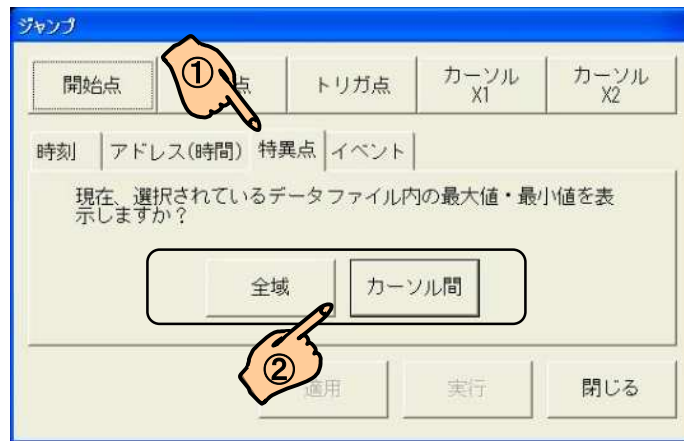 ジャンプ
開始点
点
トリガ点
カーソル
X1
カーソル
X2
①
時刻
アドレス(時間)
特異点
イベント
現在、選択されているデータファイル内の最大値・最小値を表
示しますか?
全域
カーソル間
②
適用
実行
閉じる